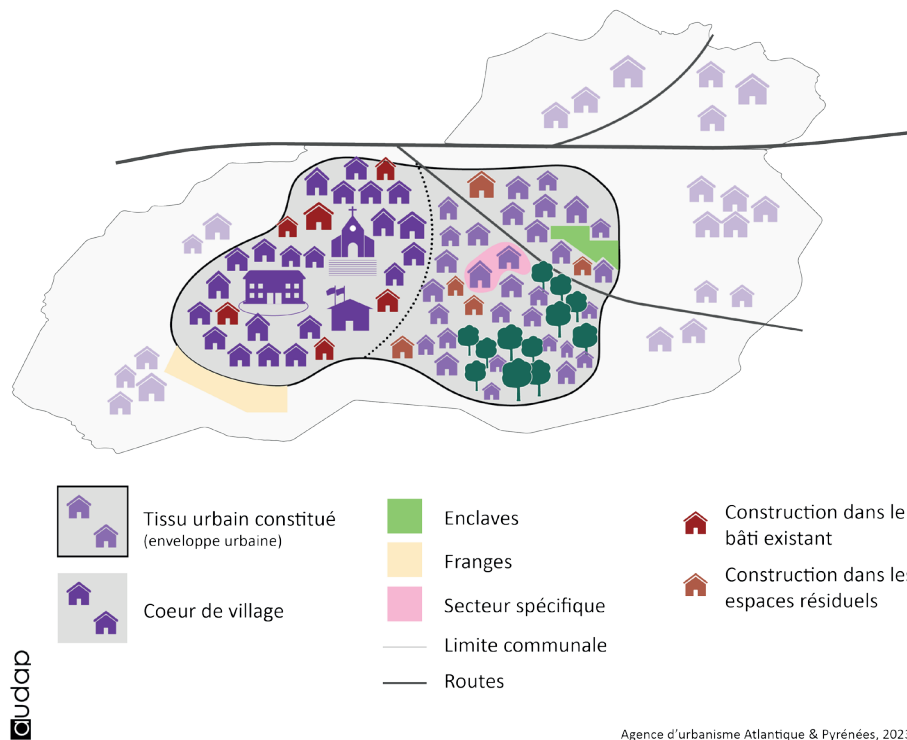 Tissu urbain constitué
(enveloppe urbaine)
Coeur de village
Enclaves
Franges
Secteur spécifique
Limite communale
Routes
Construction dans le
bâti existant
Construction dans les
espaces résiduels
audap
Agence d'urbanisme Atlantique & Pyrénées, 2023